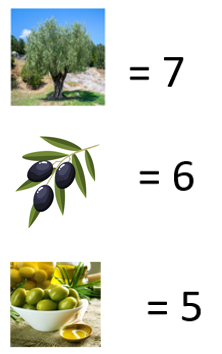 = 7
= 6
= 5